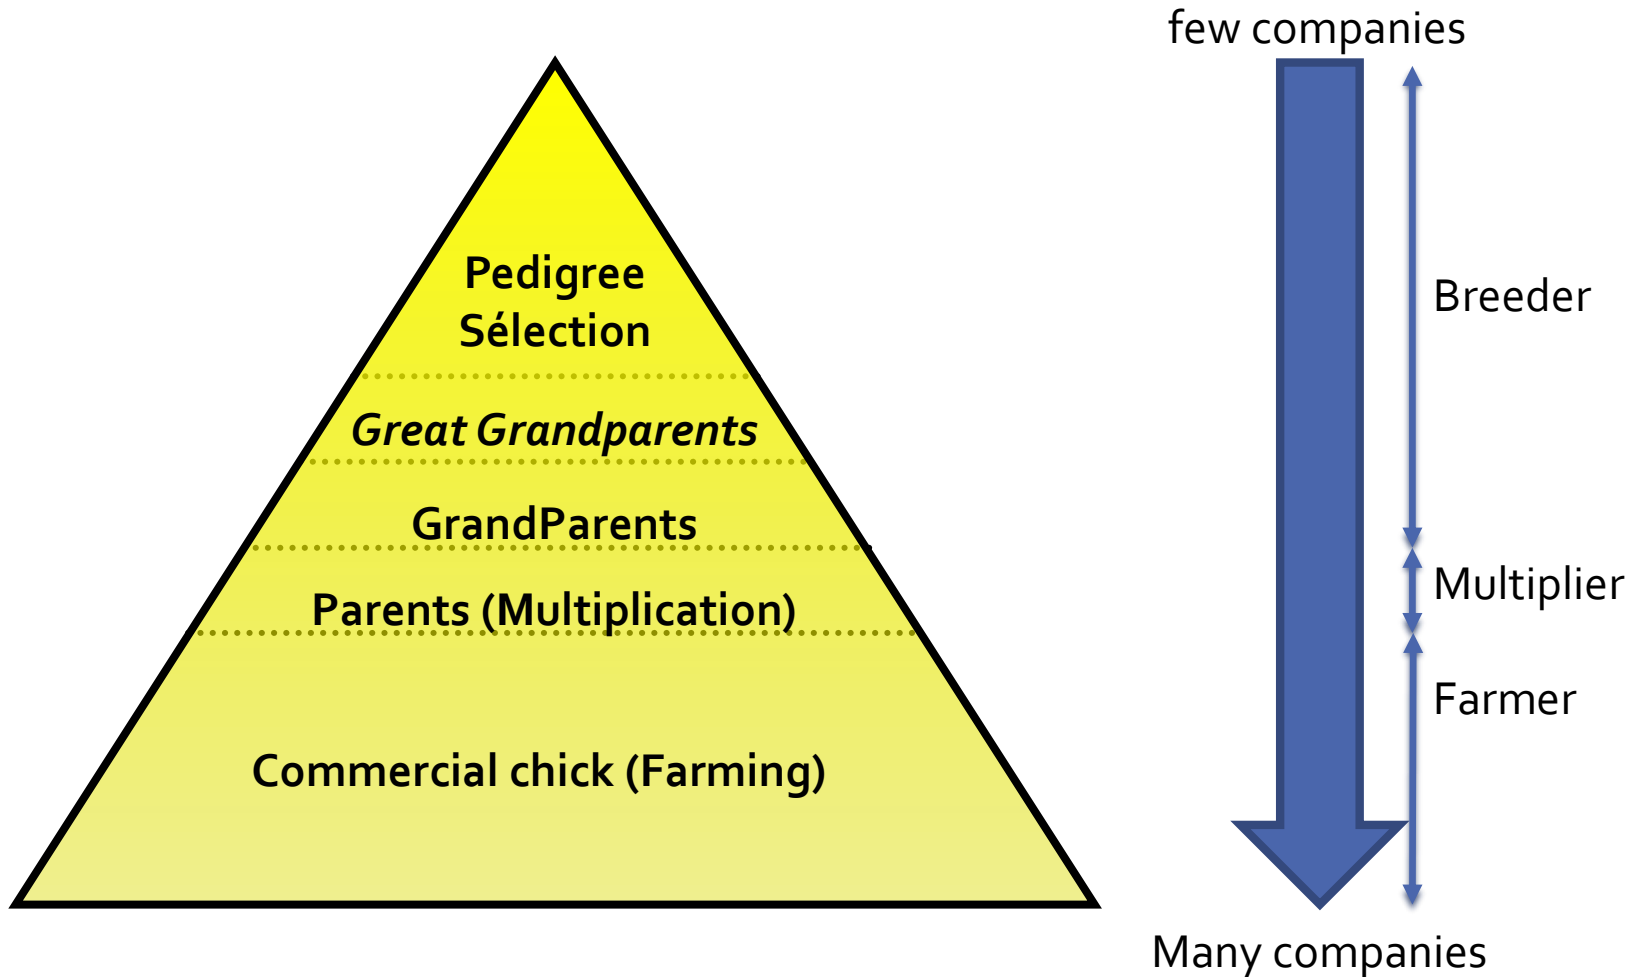 few companies
Pedigree
Sélection
Breeder
Great Grandparents
GrandParents
Parents (Multiplication)
Multiplier
Farmer
Commercial chick (Farming)
Many companies